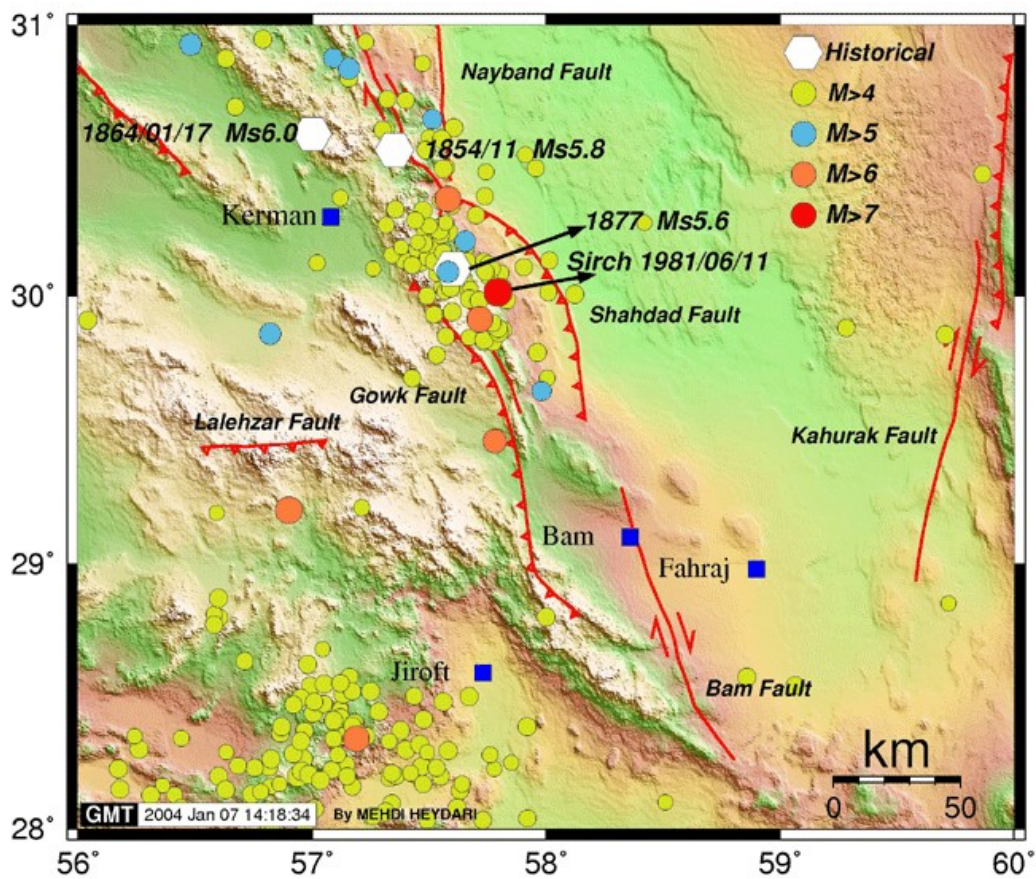 31°
Nayband Fault
Historical
M>4
1864/01/17 Ms6.0
1854/11 Ms5.8
M>5
M>6
Kerman
1877 Ms5.6
M>7
Sirch 1981/06/11
30°
Shahdad Fault
Gowk Fault
Lalehzar Fault
Kahurak Fault
Bam
29°
Fahraj
Jiroft
Bam Fault
km
0 50
GMT 2004 Jan 07 14:18:34 By MEHDI HEYDARI
28°
56° 57° 58° 59° 60°